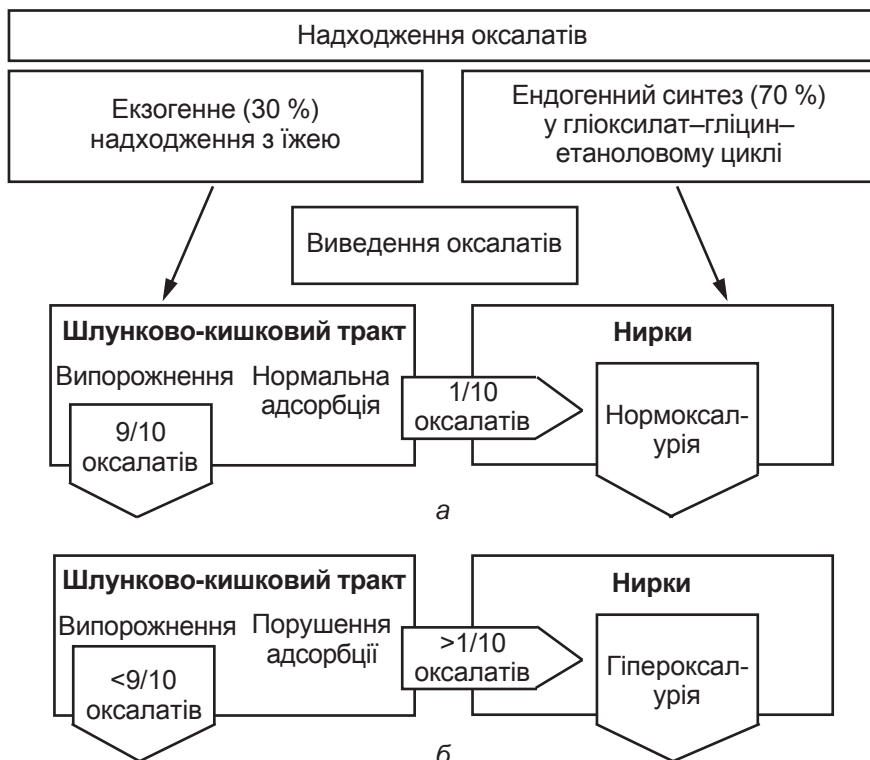 Надходження оксалатів
Екзогенне (30 %)
надходження з їжею
Ендогенний синтез (70 %)
у гліоксилат–гліцин–
етаноловому циклі
Виведення оксалатів
Шлунково-кишковий тракт
Випорожнення
9/10
оксалатів
Нормальна
адсорбція
1/10
оксалатів
Нирки
Нормоксал-
урія
а
Шлунково-кишковий тракт
Випорожнення
<9/10
оксалатів
Порушення
адсорбції
>1/10
оксалатів
Нирки
Гіпероксал-
урія
б